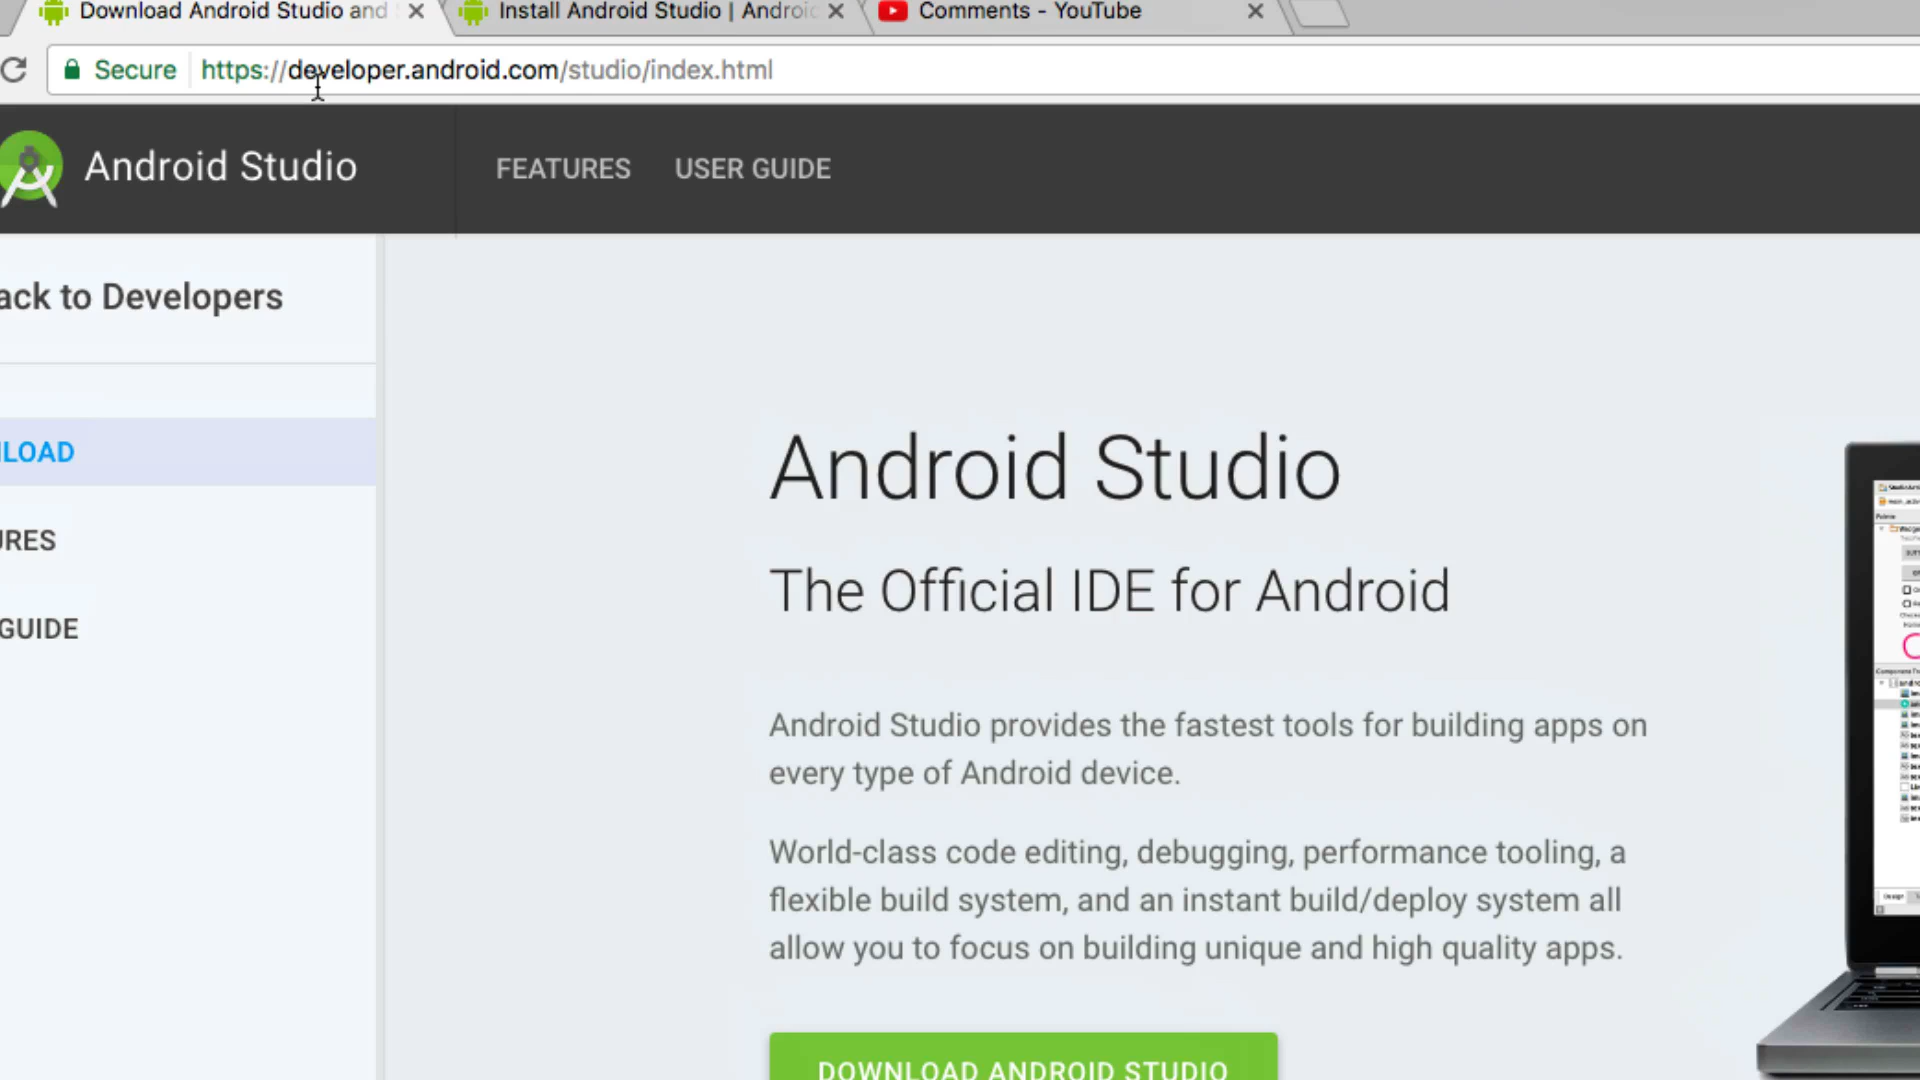 Download Android Studio and
Install Android Studio | Androi
Comments - YouTube
Secure
https://developer.android.com/studio/index.html
Android Studio
FEATURES
USER GUIDE
ack to Developers
LOAD
URES
GUIDE
Android Studio
The Official IDE for Android
Android Studio provides the fastest tools for building apps on
every type of Android device.
World-class code editing, debugging, performance tooling, a
flexible build system, and an instant build/deploy system all
allow you to focus on building unique and high quality apps.
DOWNLOAD ANDROID STUDIO